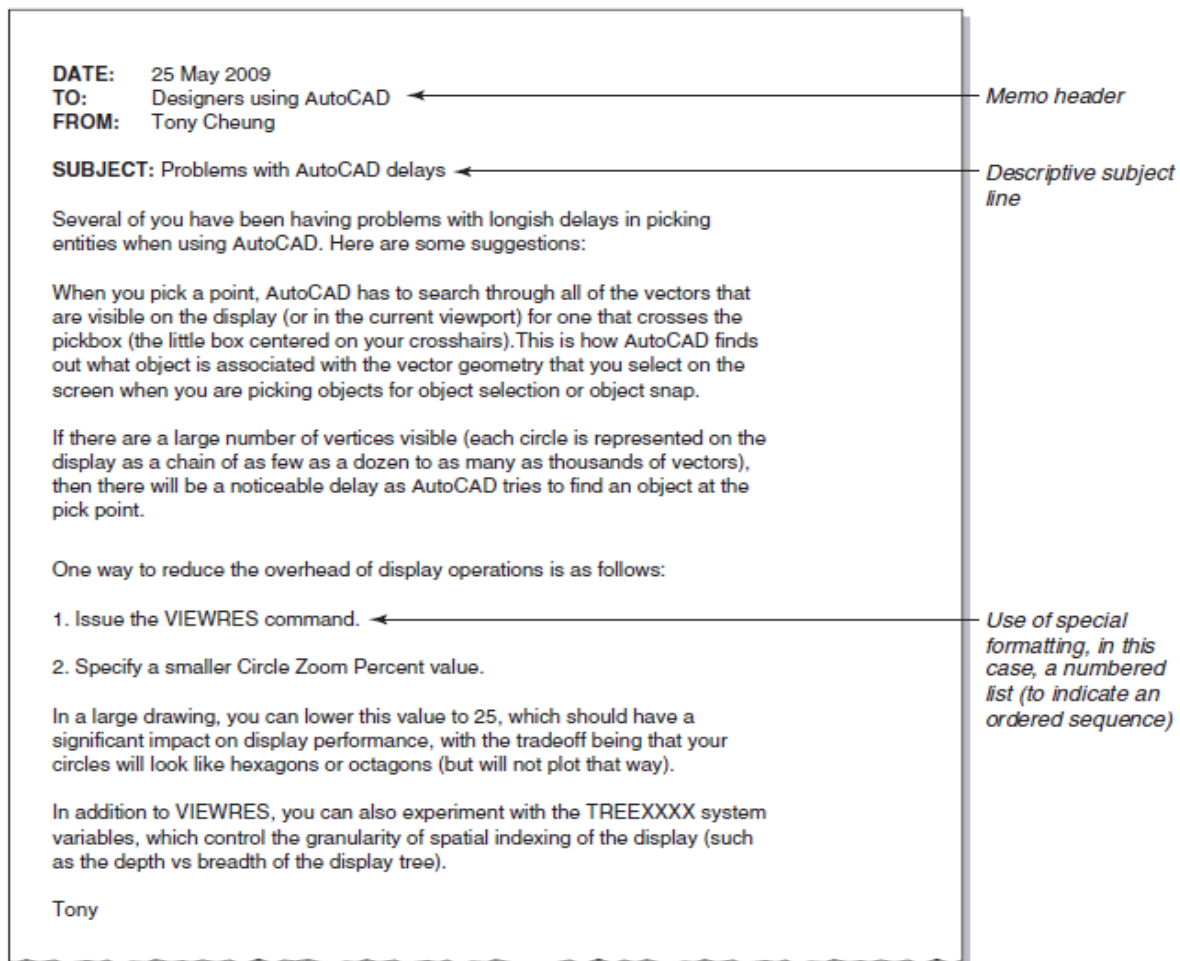 DATE: 25 May 2009
TO: Designers using AutoCAD
FROM: Tony Cheung
Memo header
SUBJECT: Problems with AutoCAD delays
Descriptive subject
line
Several of you have been having problems with longish delays in picking
entities when using AutoCAD. Here are some suggestions:
When you pick a point, AutoCAD has to search through all of the vectors that
are visible on the display (or in the current viewport) for one that crosses the
pickbox (the little box centered on your crosshairs).This is how AutoCAD finds
out what object is associated with the vector geometry that you select on the
screen when you are picking objects for object selection or object snap.
If there are a large number of vertices visible (each circle is represented on the
display as a chain of as few as a dozen to as many as thousands of vectors),
then there will be a noticeable delay as AutoCAD tries to find an object at the
pick point.
One way to reduce the overhead of display operations is as follows:
1. Issue the VIEWRES command.
Use of special
formatting, in this
case, a numbered
list (to indicate an
ordered sequence)
2. Specify a smaller Circle Zoom Percent value.
In a large drawing, you can lower this value to 25, which should have a
significant impact on display performance, with the tradeoff being that your
circles will look like hexagons or octagons (but will not plot that way).
In addition to VIEWRES, you can also experiment with the TREEXXXX system
variables, which control the granularity of spatial indexing of the display (such
as the depth vs breadth of the display tree).
Tony